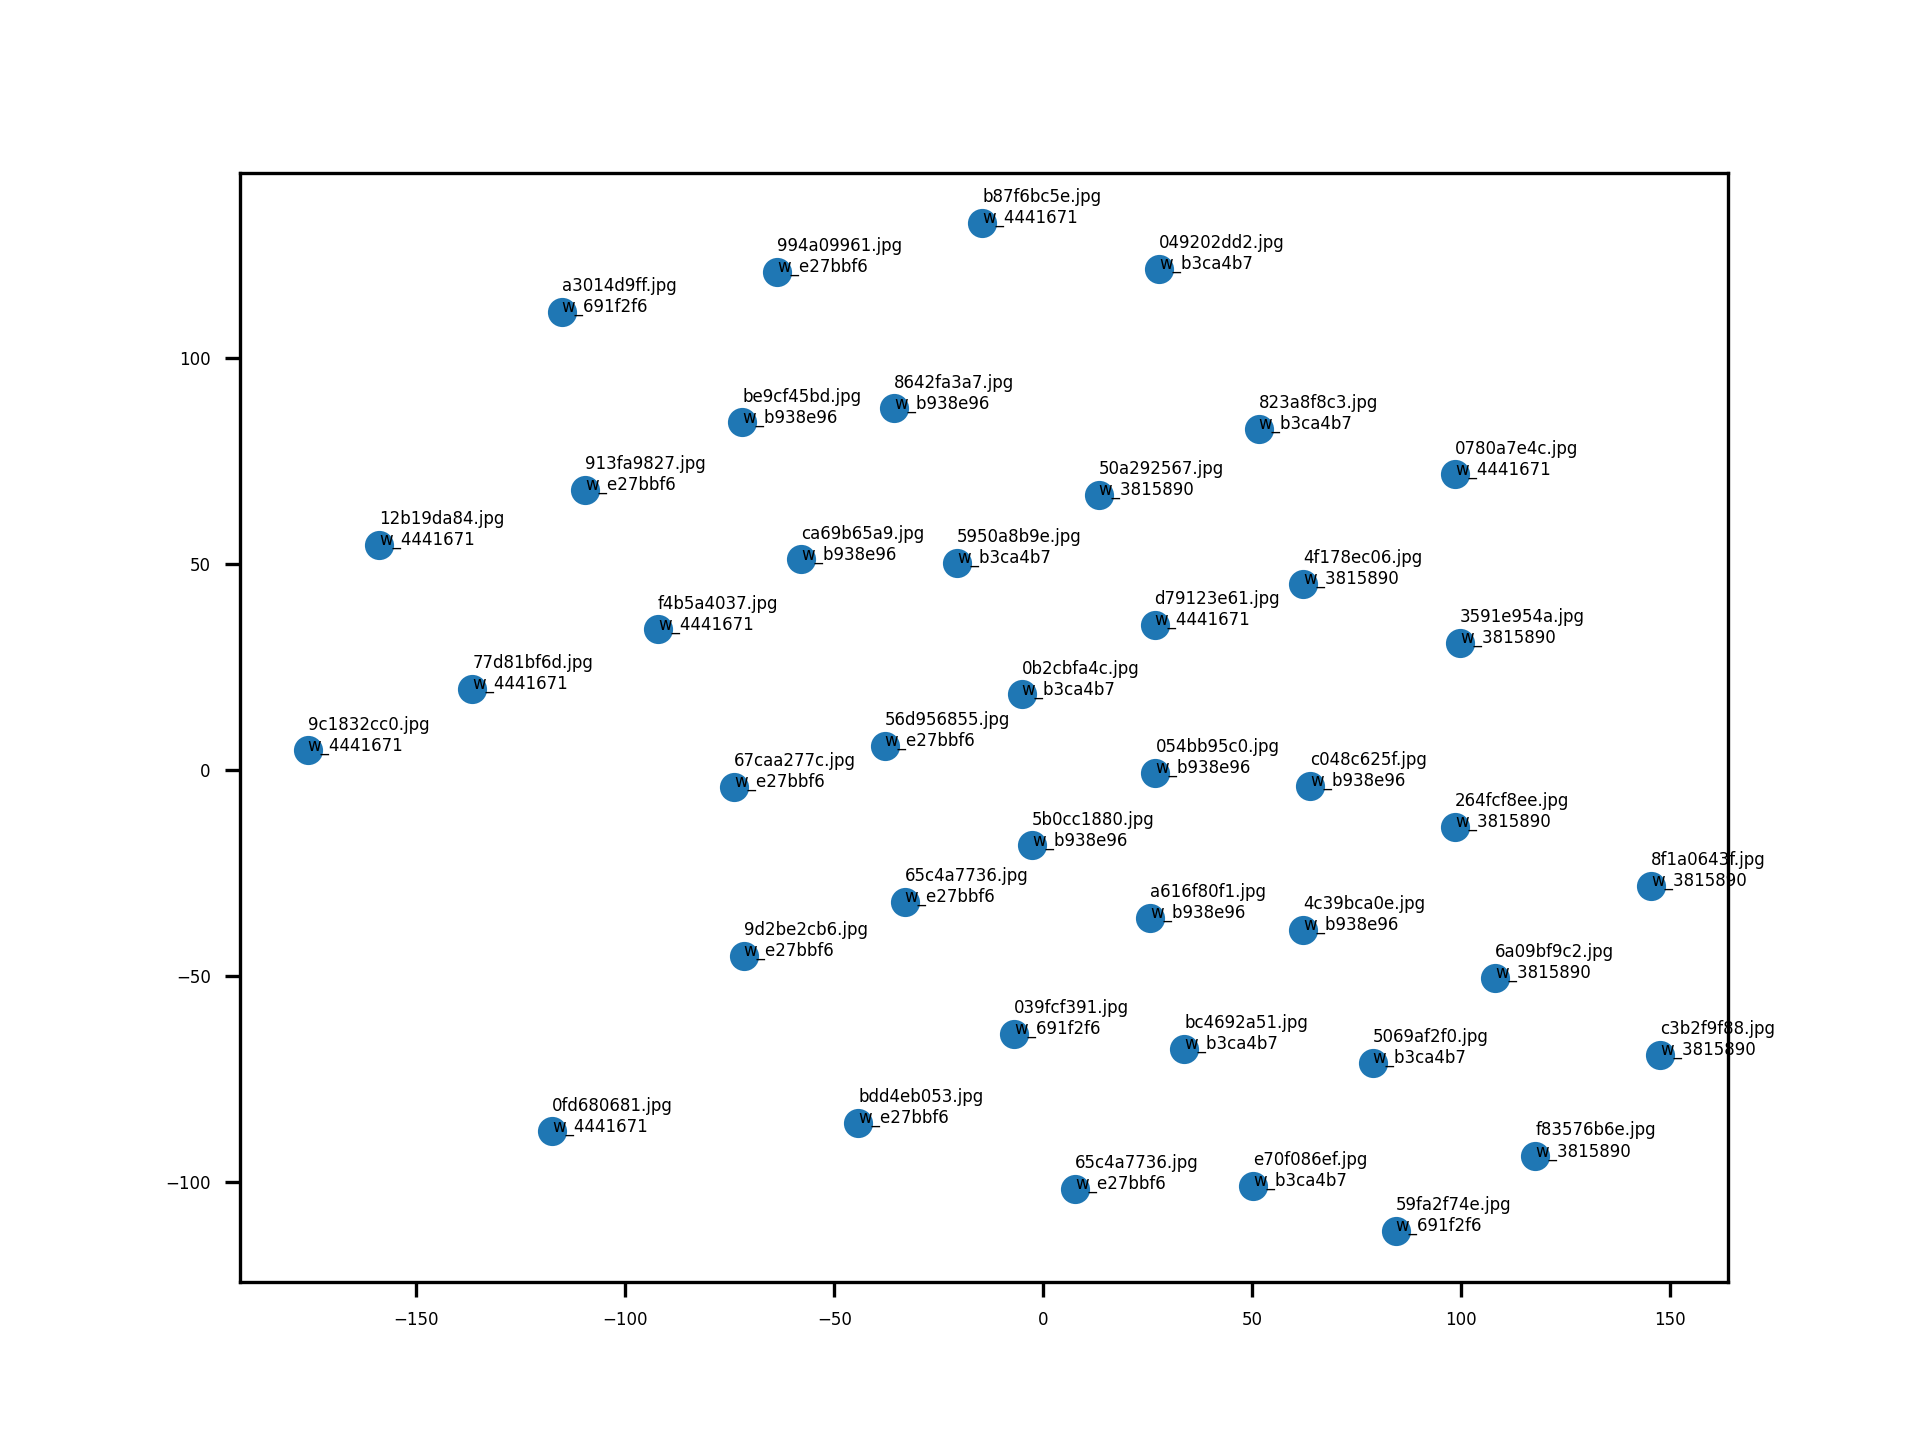 b87f6bc5e.jpg
w_4441671
994a09961.jpg
w_e27bbf6
049202dd2.jpg
w_b3ca4b7
a3014d9ff.jpg
w_691f2f6
100
8642fa3a7.jpg
w_b938e96
be9cf45bd.jpg
w_b938e96
823a8f8c3.jpg
w_b3ca4b7
0780a7e4c.jpg
w_4441671
913fa9827.jpg
w_e27bbf6
50a292567.jpg
w_3815890
12b19da84.jpg
w_4441671
ca69b65a9.jpg
w_b938e96
5950a8b9e.jpg
w_b3ca4b7
50
4f178ec06.jpg
w_3815890
f4b5a4037.jpg
w_4441671
d79123e61.jpg
w_4441671
3591e954a.jpg
w_3815890
77d81bf6d.jpg
w_4441671
0b2cbfa4c.jpg
w_b3ca4b7
9c1832cc0.jpg
w_4441671
56d956855.jpg
w_e27bbf6
0
67caa277c.jpg
w_e27bbf6
054bb95c0.jpg
w_b938e96
c048c625f.jpg
w_b938e96
264fcf8ee.jpg
w_3815890
5b0cc1880.jpg
w_b938e96
8f1a0643f.jpg
w_3815890
65c4a7736.jpg
w_e27bbf6
a616f80f1.jpg
w_b938e96
4c39bca0e.jpg
w_b938e96
9d2be2cb6.jpg
w_e27bbf6
6a09bf9c2.jpg
w_3815890
−50
039fcf391.jpg
w_691f2f6
bc4692a51.jpg
w_b3ca4b7
5069af2f0.jpg
w_b3ca4b7
c3b2f9f88.jpg
w_3815890
0fd680681.jpg
w_4441671
bdd4eb053.jpg
w_e27bbf6
f83576b6e.jpg
w_3815890
−100
65c4a7736.jpg
w_e27bbf6
e70f086ef.jpg
w_b3ca4b7
59fa2f74e.jpg
w_691f2f6
−150 −100 −50 0 50 100 150